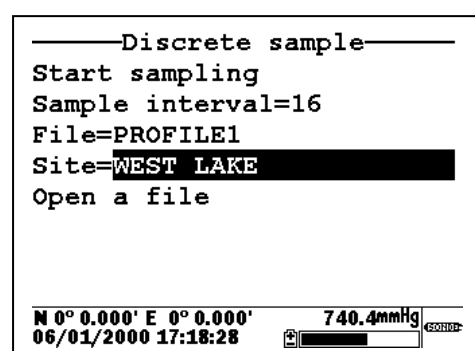 Discrete sample
Start sampling
Sample interval=16
File=PROFILE1
Site=WEST LAKE
Open a file
N 0° 0.000' E 0° 0.000' 740.4mmHg
06/01/2000 17:18:28 SONDE